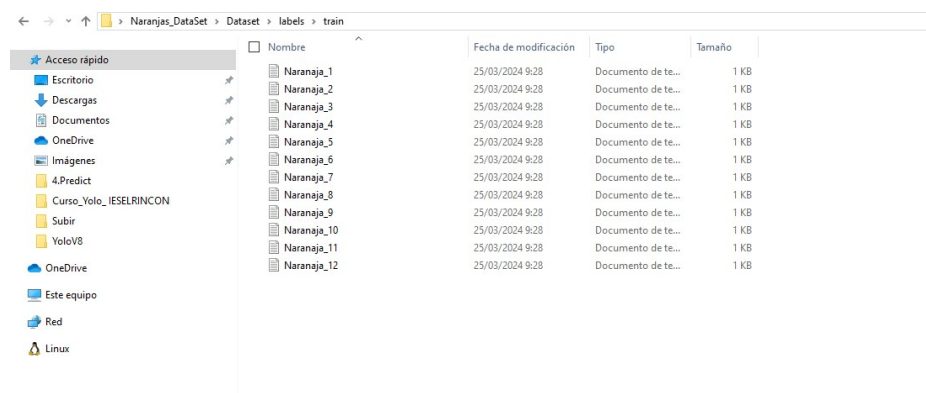 Naranjas_DataSet > Dataset > labels > train
Nombre Fecha de modificación Tipo Tamaño
Acceso rápido
Escritorio
Descargas
Documentos
OneDrive
Imágenes
4.Predict
Curso_Yolo_ IESELRINCON
Subir
YoloV8
OneDrive
Este equipo
Red
Linux
Naranaja_1 25/03/2024 9:28 Documento de te... 1 KB
Naranaja_2 25/03/2024 9:28 Documento de te... 1 KB
Naranaja_3 25/03/2024 9:28 Documento de te... 1 KB
Naranaja_4 25/03/2024 9:28 Documento de te... 1 KB
Naranaja_5 25/03/2024 9:28 Documento de te... 1 KB
Naranaja_6 25/03/2024 9:28 Documento de te... 1 KB
Naranaja_7 25/03/2024 9:28 Documento de te... 1 KB
Naranaja_8 25/03/2024 9:28 Documento de te... 1 KB
Naranaja_9 25/03/2024 9:28 Documento de te... 1 KB
Naranaja_10 25/03/2024 9:28 Documento de te... 1 KB
Naranaja_11 25/03/2024 9:28 Documento de te... 1 KB
Naranaja_12 25/03/2024 9:28 Documento de te... 1 KB